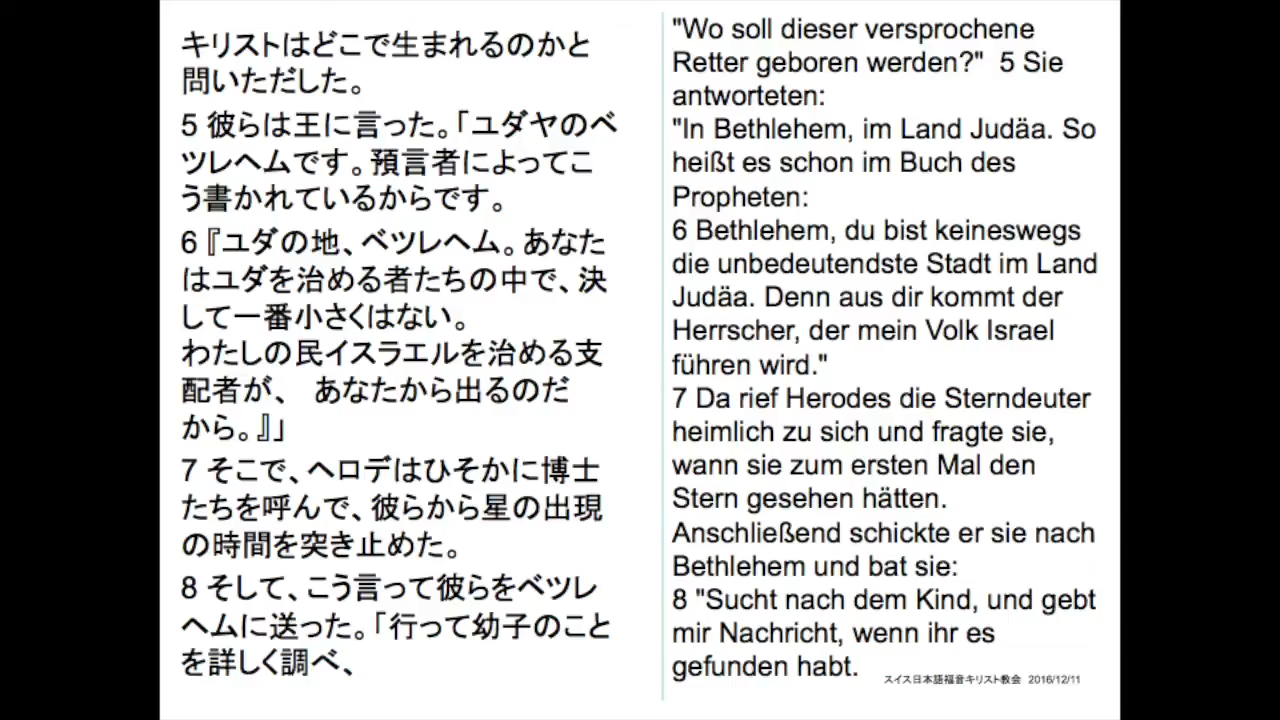 キリストはどこで生まれるのかと
問いただした。
5 彼らは王に言った。「ユダヤのベ
ツレヘムです。預言者によってこ
う書かれているからです。
6『ユダの地、ベツレヘム。あなた
はユダを治める者たちの中で、決
して一番小さくはない。
わたしの民イスラエルを治める支
配者が、 あなたから出るのだ
から。』」
7 そこで、ヘロデはひそかに博士
たちを呼んで、彼らから星の出現
の時間を突き止めた。
8 そして、こう言って彼らをベツレ
ヘムに送った。「行って幼子のこと
を詳しく調べ、
"Wo soll dieser versprochene
Retter geboren werden?" 5 Sie
antworteten:
"In Bethlehem, im Land Judäa. So
heißt es schon im Buch des
Propheten:
6 Bethlehem, du bist keineswegs
die unbedeutendste Stadt im Land
Judäa. Denn aus dir kommt der
Herrscher, der mein Volk Israel
führen wird."
7 Da rief Herodes die Sterndeuter
heimlich zu sich und fragte sie,
wann sie zum ersten Mal den
Stern gesehen hätten.
Anschließend schickte er sie nach
Bethlehem und bat sie:
8 "Sucht nach dem Kind, und gebt
mir Nachricht, wenn ihr es
gefunden habt.
スイス日本語福音キリスト教会 2016/12/11